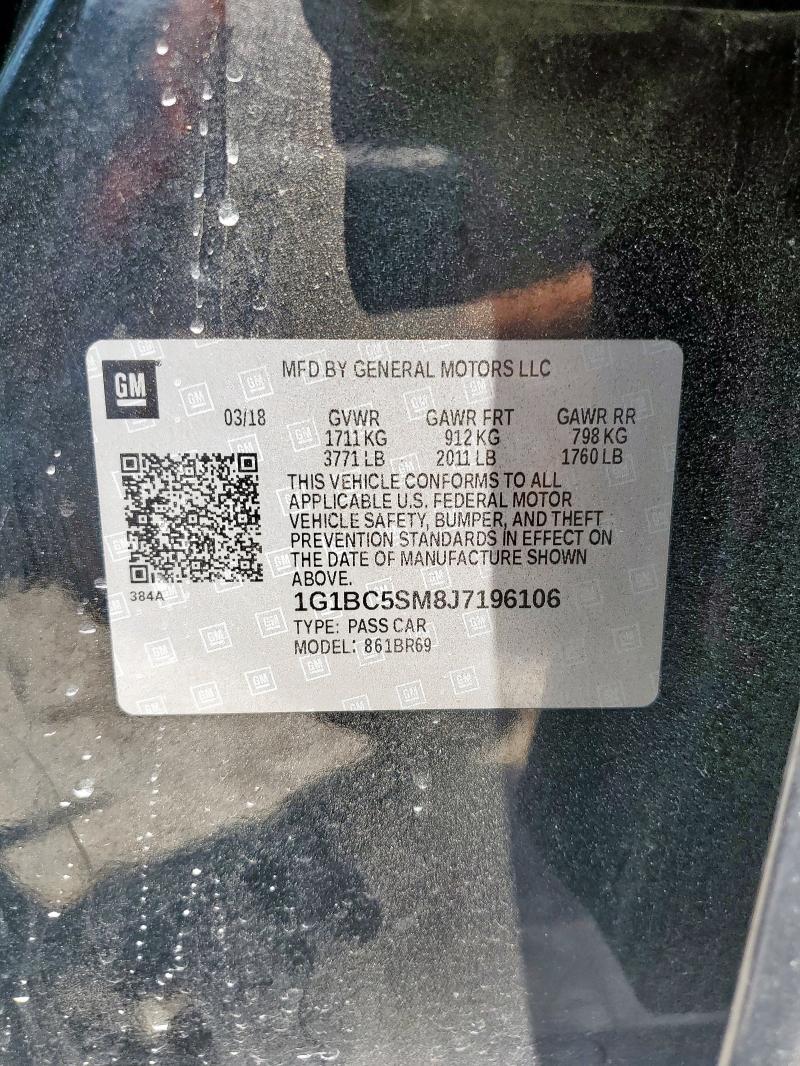 GM
MFD BY GENERAL MOTORS LLC
03/18 GVWR GAWR FRT GAWR RR
1711 KG 912 KG 798 KG
3771 LB 2011 LB 1760 LB
THIS VEHICLE CONFORMS TO ALL
APPLICABLE U.S. FEDERAL MOTOR
VEHICLE SAFETY, BUMPER, AND THEFT
PREVENTION STANDARDS IN EFFECT ON
THE DATE OF MANUFACTURE SHOWN
ABOVE.
384A
1G1BC5SM8J7196106
TYPE: PASS CAR
MODEL: 861BR69